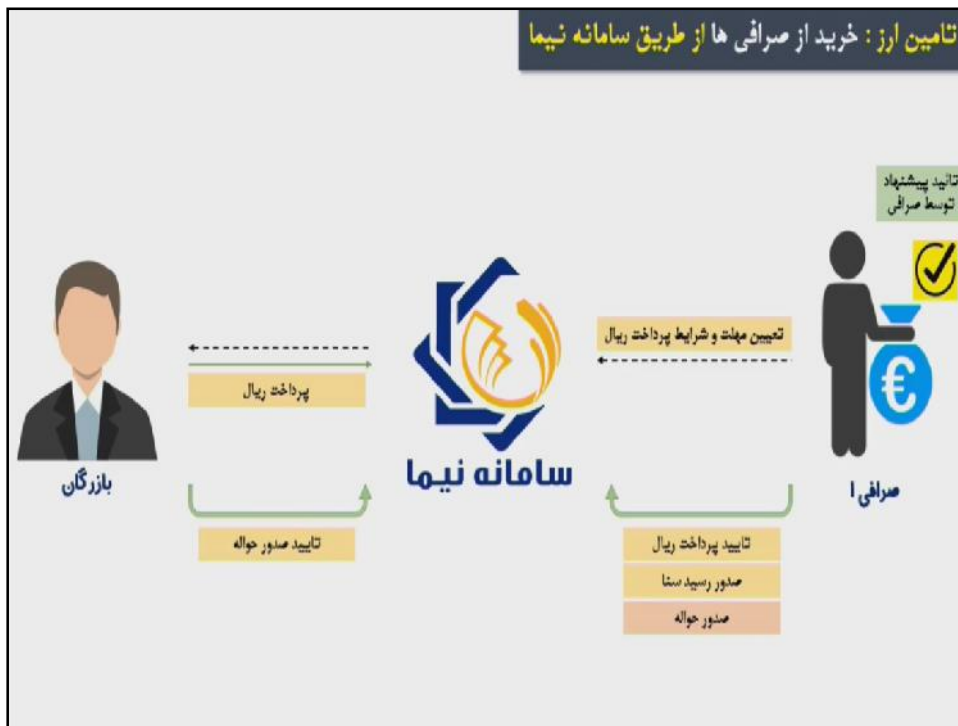 تامین ارز : خرید از صرافی ها از طریق سامانه نیما
تائید پیشنهاد
توسط صرافی
تعیین مهلت و شرایط پرداخت ریال
پرداخت ریال
سامانه نیما
بازرگان
صرافی ۱
تایید صدور حواله
تایید پرداخت ریال
صدور رسید سنا
صدور حواله